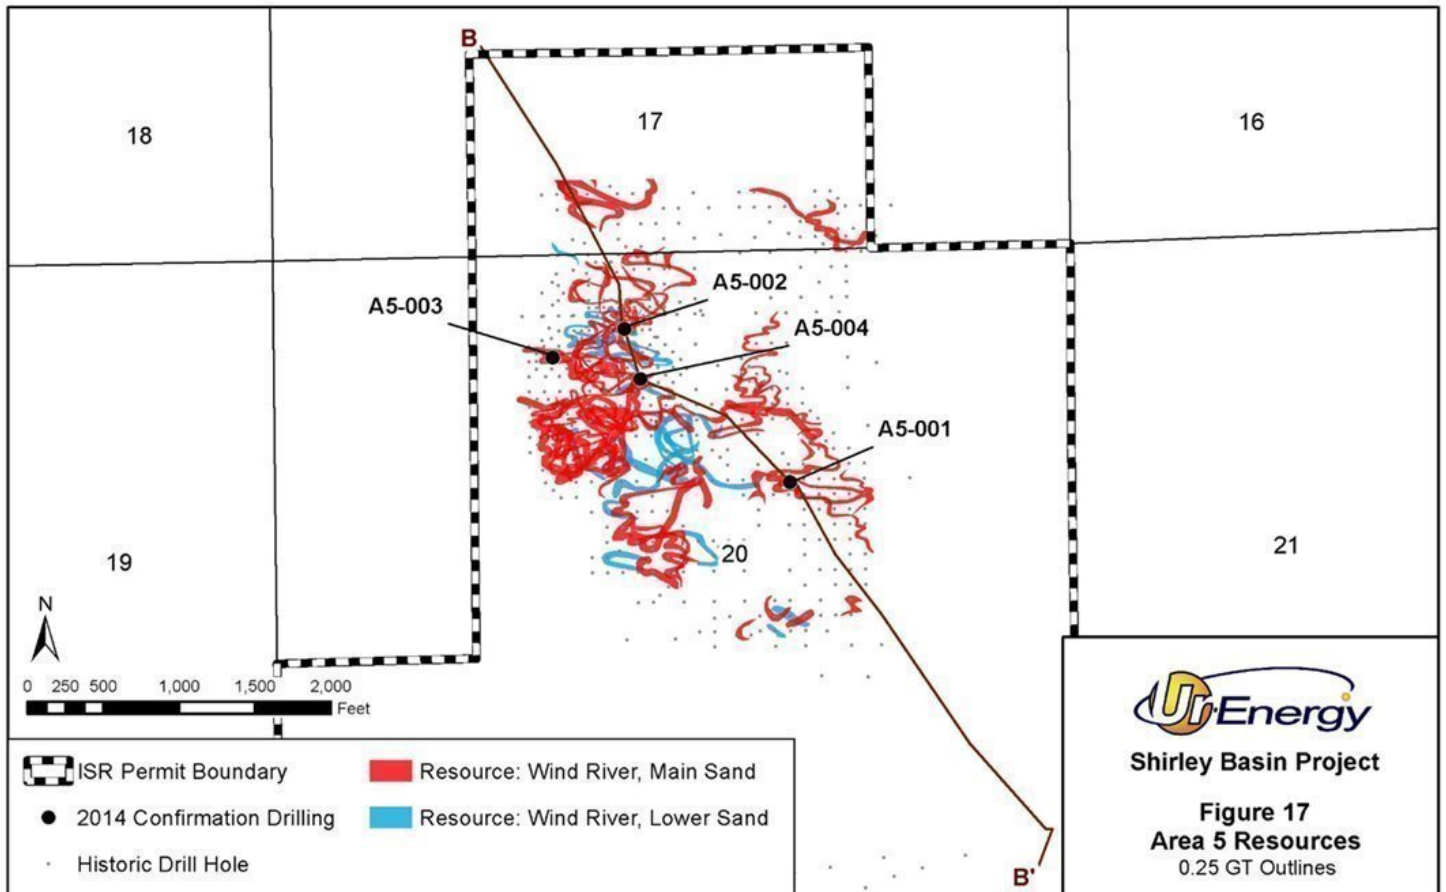 B
18
17
16
A5-003
A5-002
A5-004
A5-001
19
20
21
N
0 250 500 1,000 1,500 2,000
Feet
B'
ISR Permit Boundary
2014 Confirmation Drilling
Historic Drill Hole
Resource: Wind River, Main Sand
Resource: Wind River, Lower Sand
Ur-Energy
Shirley Basin Project
Figure 17
Area 5 Resources
0.25 GT Outlines